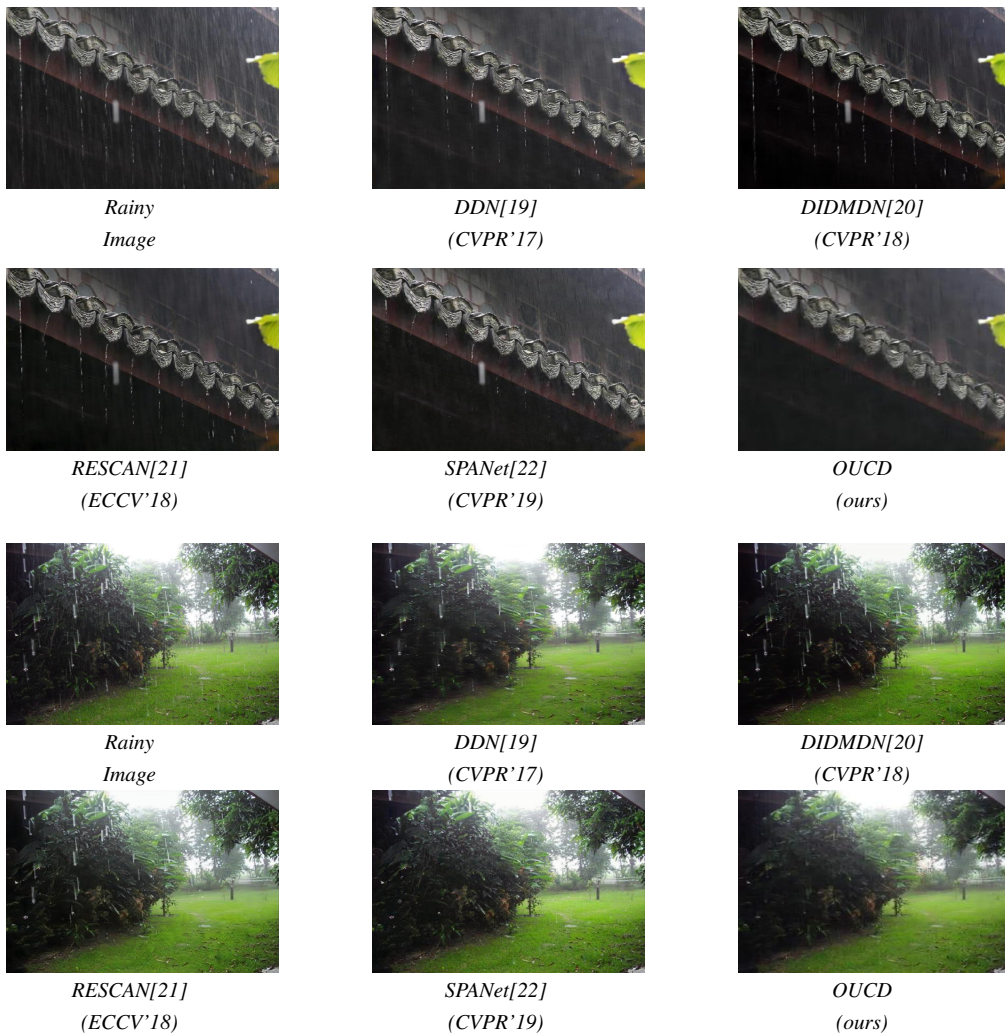 Rainy
Image
DDN[19]
(CVPR'17)
DIDMDN[20]
(CVPR'18)
RESCAN[21]
(ECCV'18)
SPANet[22]
(CVPR'19)
OUCD
(ours)
Rainy
Image
DDN[19]
(CVPR'17)
DIDMDN[20]
(CVPR'18)
RESCAN[21]
(ECCV'18)
SPANet[22]
(CVPR'19)
OUCD
(ours)